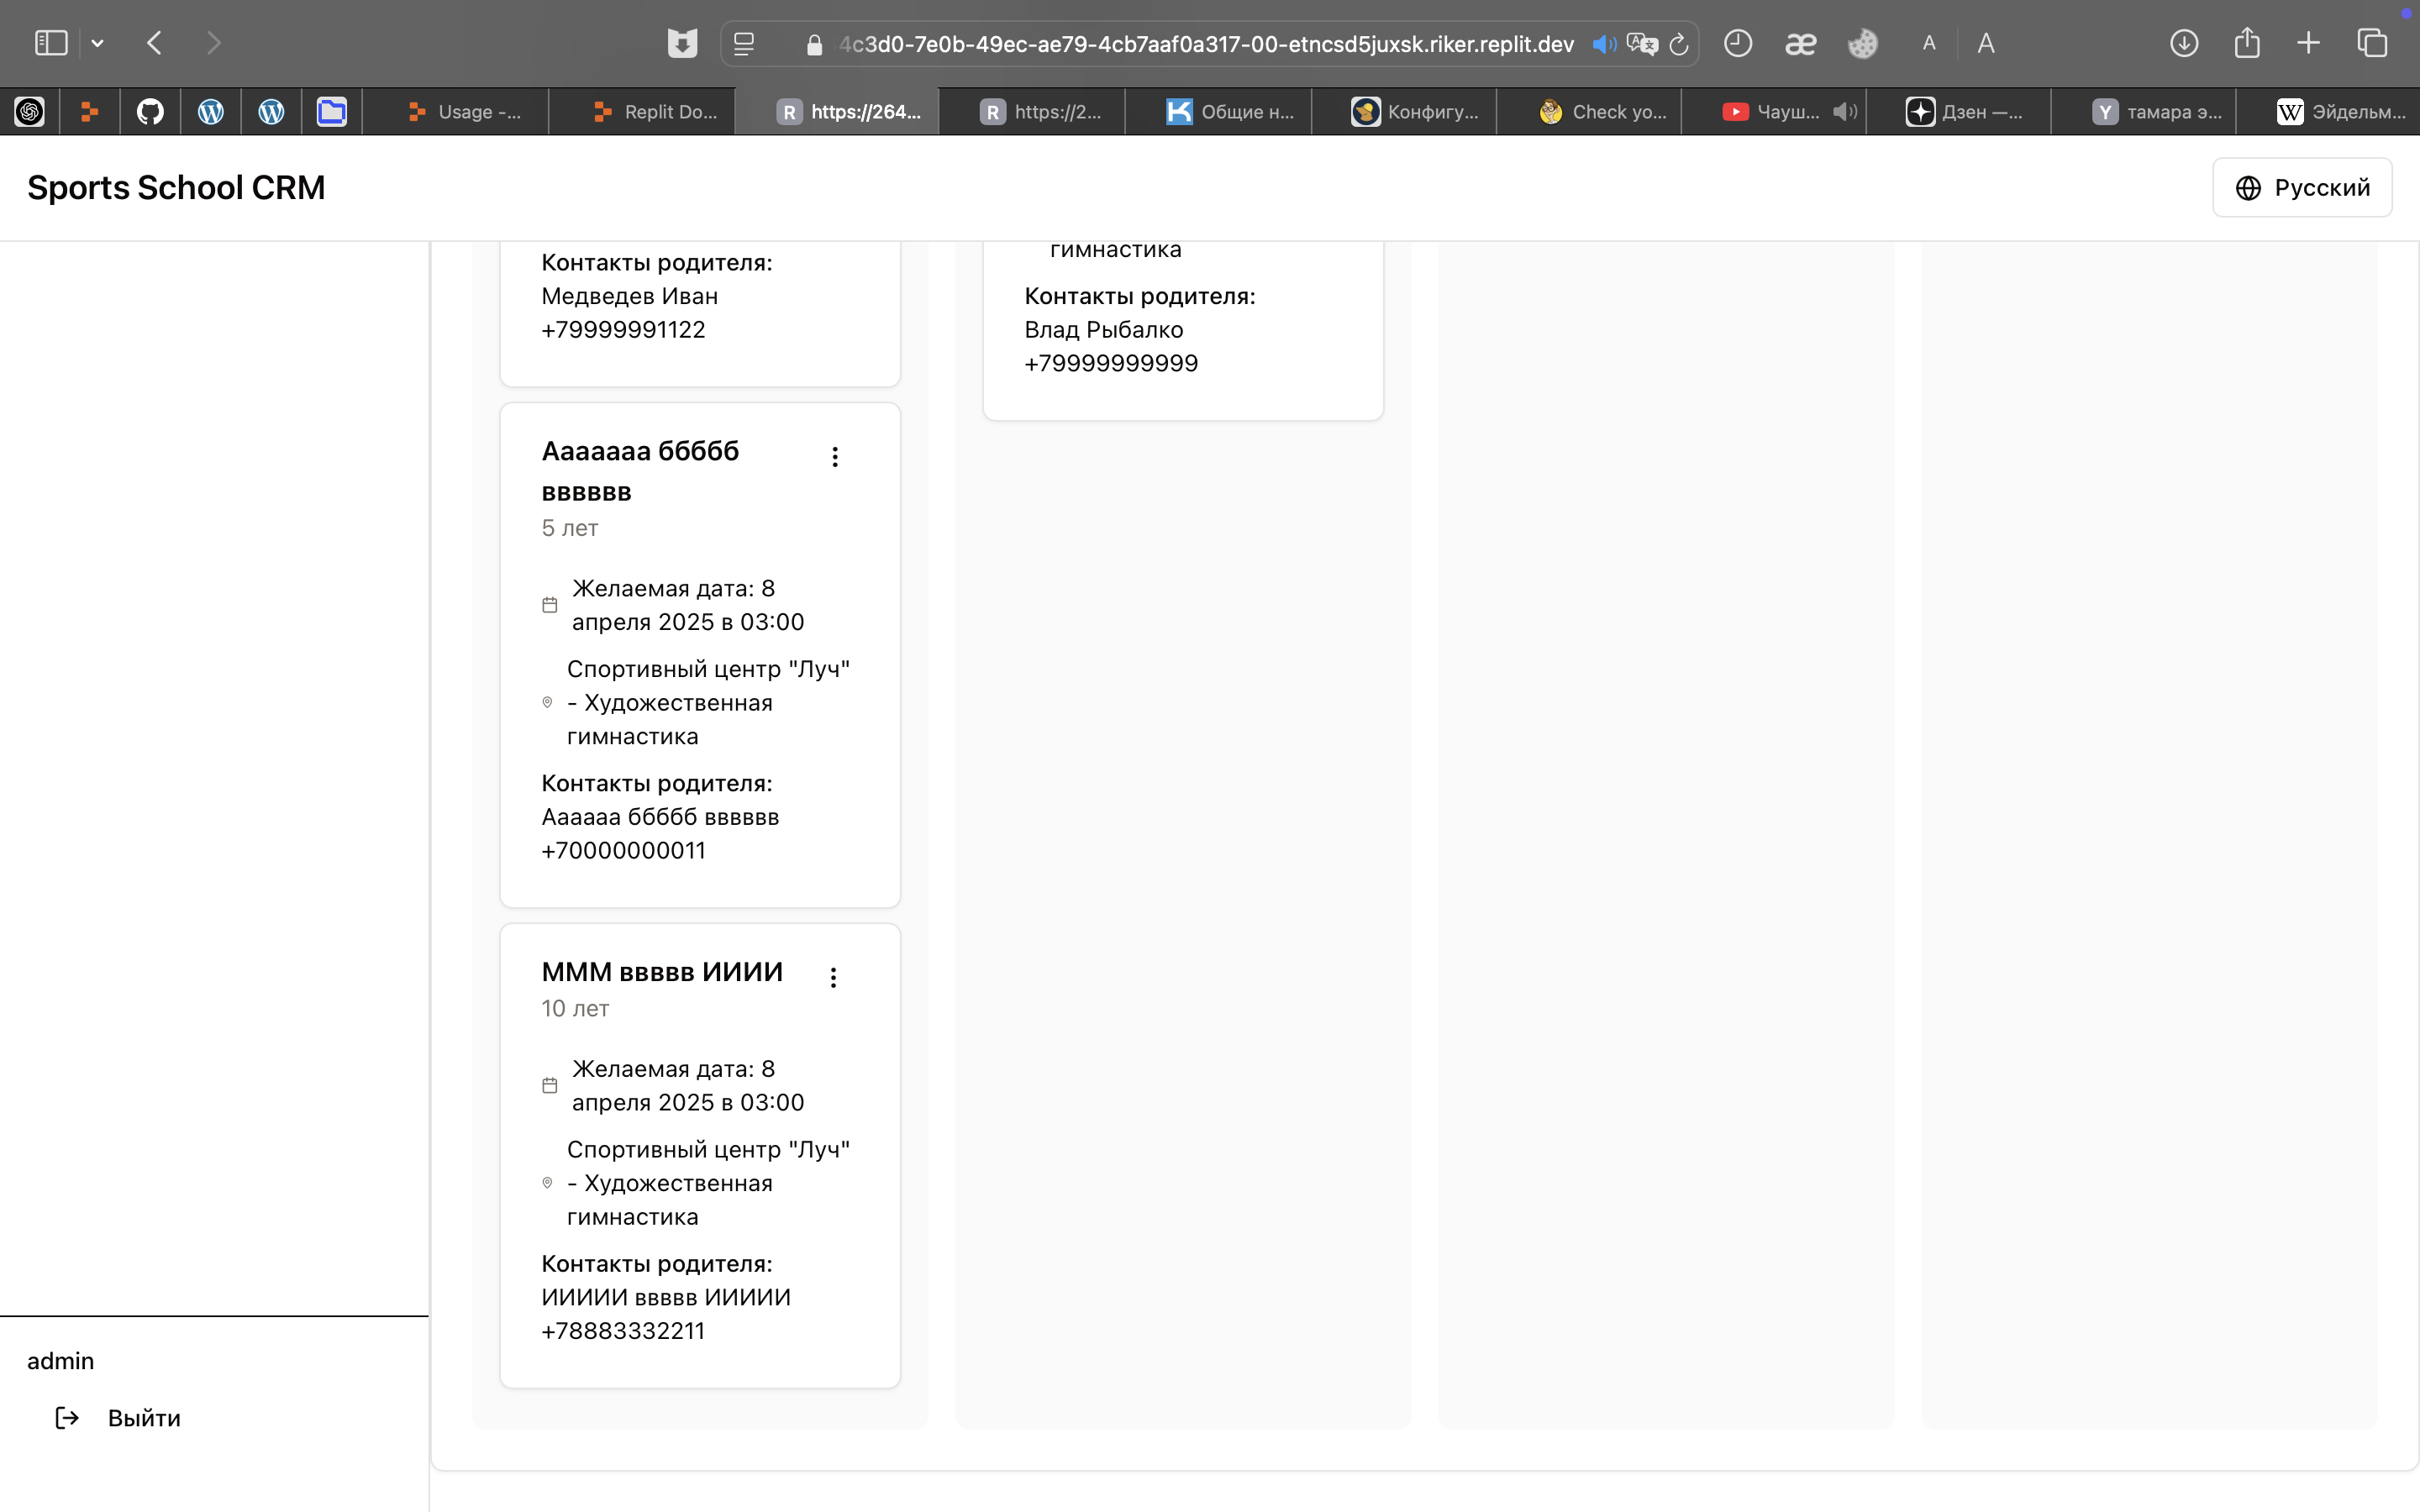 4c3d0-7e0b-49ec-ae79-4cb7aaf0a317-00-etncsd5juxsk.riker.replit.dev
æ
A
A
Usage -...
Replit Do...
R
https://264...
R
https://2...
Общие н...
Конфигу...
Check yo...
Чауш...
Дзен —...
Y
тамара э...
W
Эйдельм...
Sports School CRM
Русский
Контакты родителя:
Медведев Иван
+79999991122
гимнастика
Контакты родителя:
Влад Рыбалко
+79999999999
Ааааааа ббббб
вввввв
5 лет
Желаемая дата: 8
апреля 2025 в 03:00
Спортивный центр "Луч"
- Художественная
гимнастика
Контакты родителя:
Аааааа ббббб вввввв
+70000000011
МММ ввввв ИИИИ
10 лет
Желаемая дата: 8
апреля 2025 в 03:00
Спортивный центр "Луч"
- Художественная
гимнастика
Контакты родителя:
ИИИИИ ввввв ИИИИИ
+78883332211
admin
Выйти